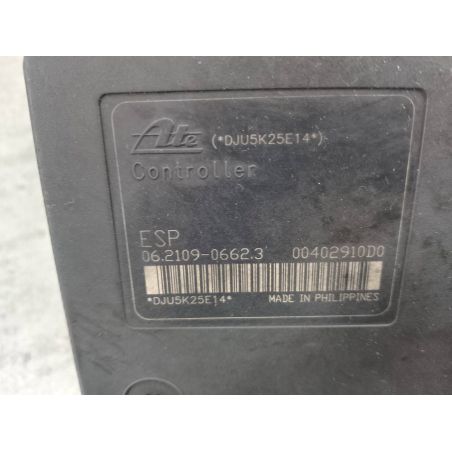 Ate (*DJU5K25E14*)
Controller
ESP
06.2109-0662.3 00402910D0
*DJU5K25E14* MADE IN PHILIPPINES